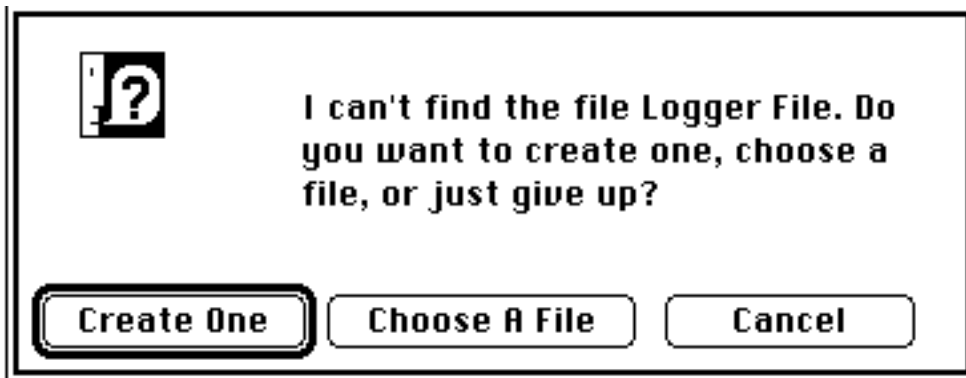 ?
I can't find the file Logger File. Do
you want to create one, choose a
file, or just give up?
Create One
Choose A File
Cancel